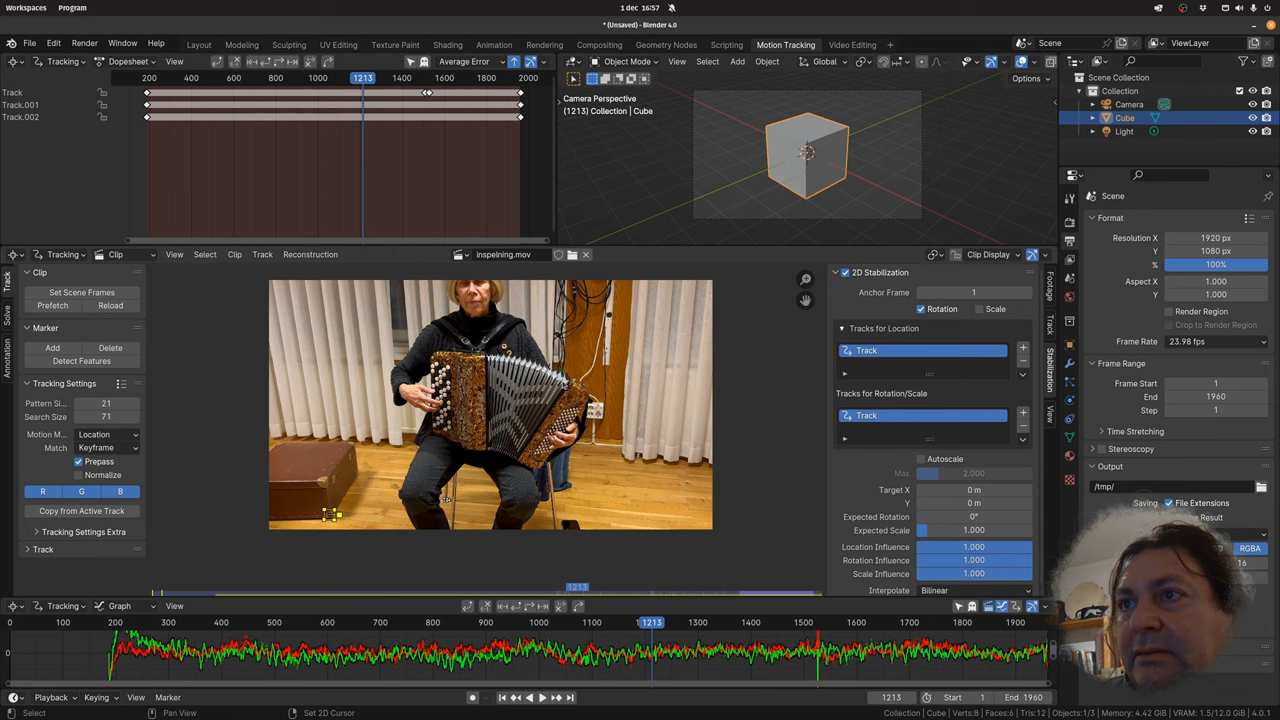 Workspaces Program
1 dec 16:57
* (Unsaved) - Blender 4.0
File Edit Render Window Help
Layout Modeling Sculpting UV Editing Texture Paint Shading Animation Rendering Compositing Geometry Nodes Scripting Motion Tracking Video Editing +
Scene
ViewLayer
Tracking Dopesheet View
Average Error
200 400 600 800 1000 1213 1400 1600 1800 2000
Track
Track.001
Track.002
Object Mode View Select Add Object
Global
Options
Camera Perspective
(1213) Collection | Cube
Scene Collection
Collection
Camera
Cube
Light
Scene
Format
Resolution X 1920 px
Y 1080 px
% 100%
Aspect X 1.000
Y 1.000
Render Region
Crop to Render Region
Frame Rate 23.98 fps
Frame Range
Frame Start 1
End 1960
Step 1
Time Stretching
Stereoscopy
Output
/tmp/
Saving File Extensions
RGBA
16
Tracking Clip View Select Clip Track Reconstruction
inspelning.mov
Clip Display
Track
Solve
Annotation
Clip
Set Scene Frames
Prefetch Reload
Marker
Add Delete
Detect Features
Tracking Settings
Pattern Si... 21
Search Size 71
Motion M... Location
Match Keyframe
Prepass
Normalize
R G B
Copy from Active Track
Tracking Settings Extra
Track
2D Stabilization
Anchor Frame 1
Rotation Scale
Tracks for Location
Track
Tracks for Rotation/Scale
Track
Autoscale
Max 2.000
Target X 0 m
Y 0 m
Expected Rotation 0°
Expected Scale 1.000
Location Influence 1.000
Rotation Influence 1.000
Scale Influence 1.000
Interpolate Bilinear
Footage
Track
Stabilization
View
1213
Tracking Graph View
0 100 200 300 400 500 600 700 800 900 1000 1100 1213 1300 1400 1500 1600 1700 1800 1900
0
Playback Keying View Marker
1213 Start 1 End 1960
Select Pan View Set 2D Cursor
Collection | Cube | Verts:8 | Faces:6 | Tris:12 | Objects:1/3 | Memory: 4.42 GiB | VRAM: 1.5/12.0 GiB | 4.0.1